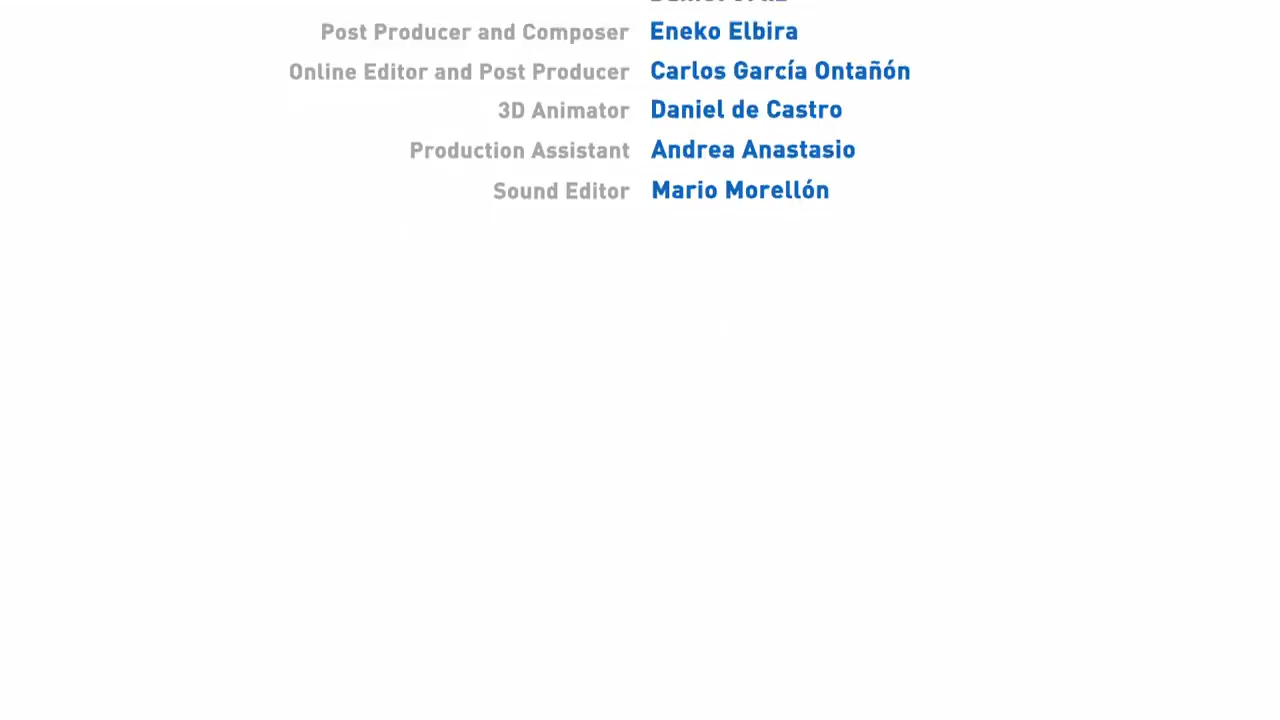 Post Producer and Composer Eneko Elbira
Online Editor and Post Producer Carlos García Ontañón
3D Animator Daniel de Castro
Production Assistant Andrea Anastasio
Sound Editor Mario Morellón